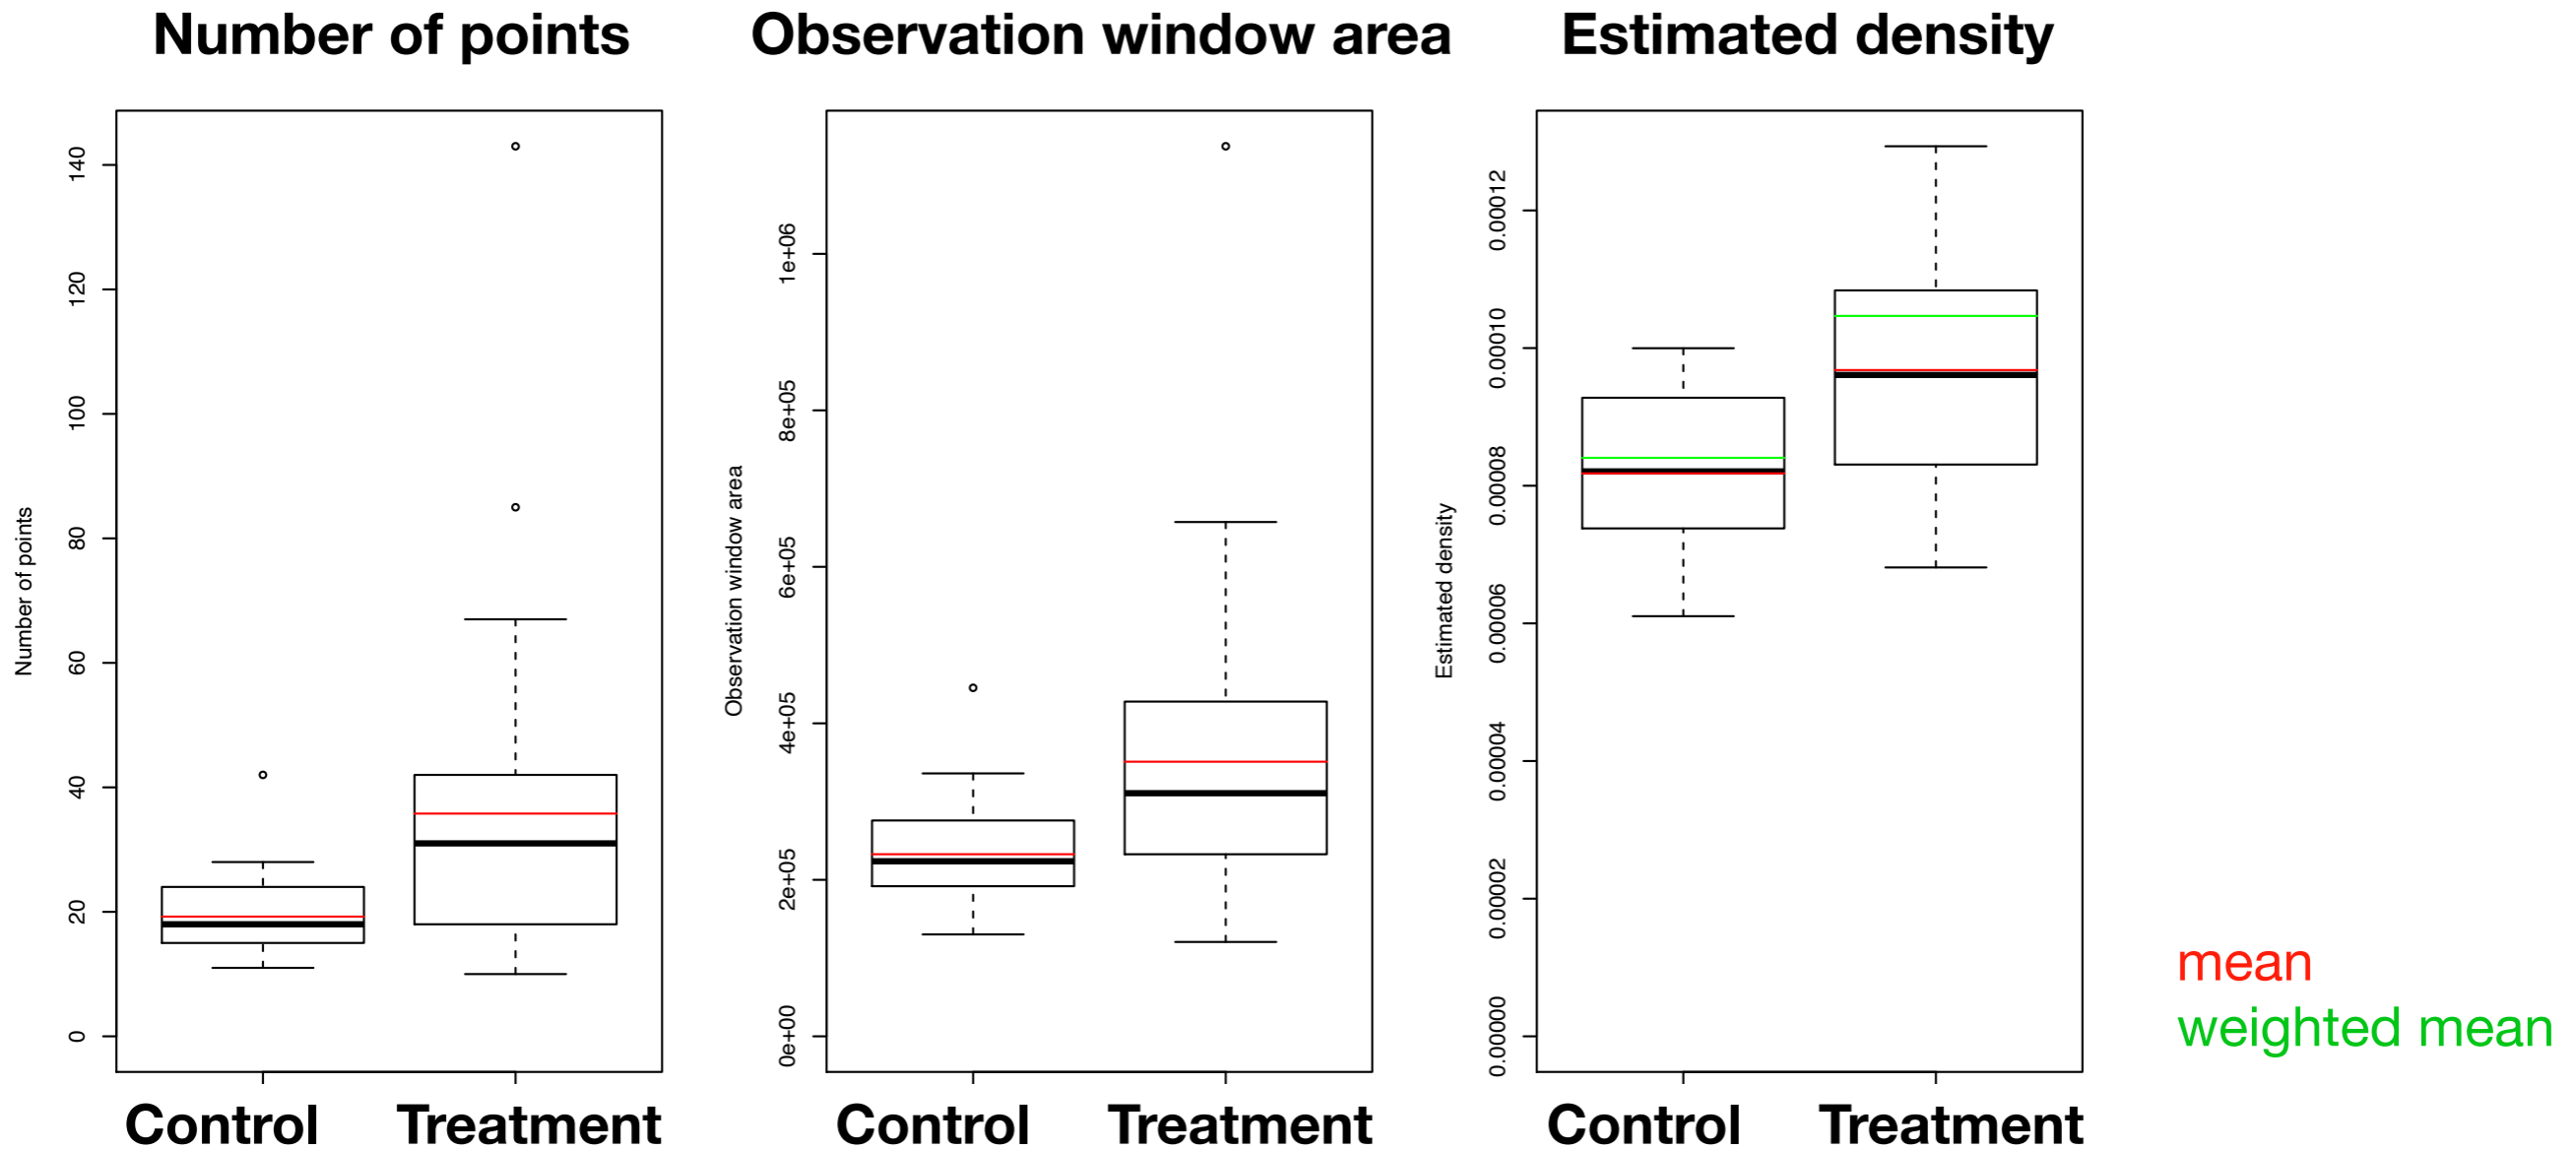 Number of points
Observation window area
Estimated density
Number of points
140
120
100
80
60
40
20
0
Control
Treatment
Observation window area
1e+06
8e+05
6e+05
4e+05
2e+05
0e+00
Control
Treatment
Estimated density
0.00012
0.00010
0.00008
0.00006
0.00004
0.00002
0.00000
Control
Treatment
mean
weighted mean